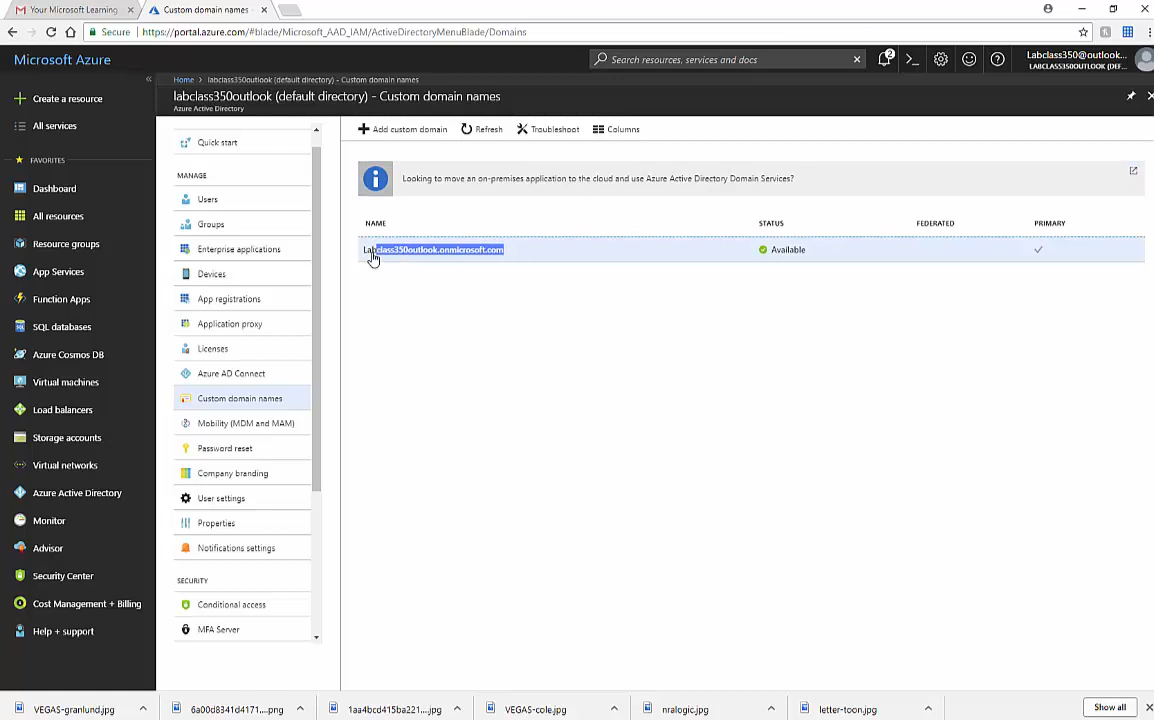 Your Microsoft Learning
Custom domain names
Secure
https://portal.azure.com/#blade/Microsoft_AAD_IAM/ActiveDirectoryMenuBlade/Domains
Microsoft Azure
Search resources, services and docs
2
Labclass350@outlook...
LABCLASS350OUTLOOK (DEF...
Home
labclass350outlook (default directory) - Custom domain names
labclass350outlook (default directory) - Custom domain names
Azure Active Directory
Create a resource
All services
FAVORITES
Dashboard
All resources
Resource groups
App Services
Function Apps
SQL databases
Azure Cosmos DB
Virtual machines
Load balancers
Storage accounts
Virtual networks
Azure Active Directory
Monitor
Advisor
Security Center
Cost Management + Billing
Help + support
Quick start
MANAGE
Users
Groups
Enterprise applications
Devices
App registrations
Application proxy
Licenses
Azure AD Connect
Custom domain names
Mobility (MDM and MAM)
Password reset
Company branding
User settings
Properties
Notifications settings
SECURITY
Conditional access
MFA Server
Add custom domain
Refresh
Troubleshoot
Columns
Looking to move an on-premises application to the cloud and use Azure Active Directory Domain Services?
NAME STATUS FEDERATED PRIMARY
Labclass350outlook.onmicrosoft.com Available
VEGAS-granlund.jpg
6a00d8341d4171....png
1aa4bcd415ba221...jpg
VEGAS-cole.jpg
nralogic.jpg
letter-toon.jpg
Show all